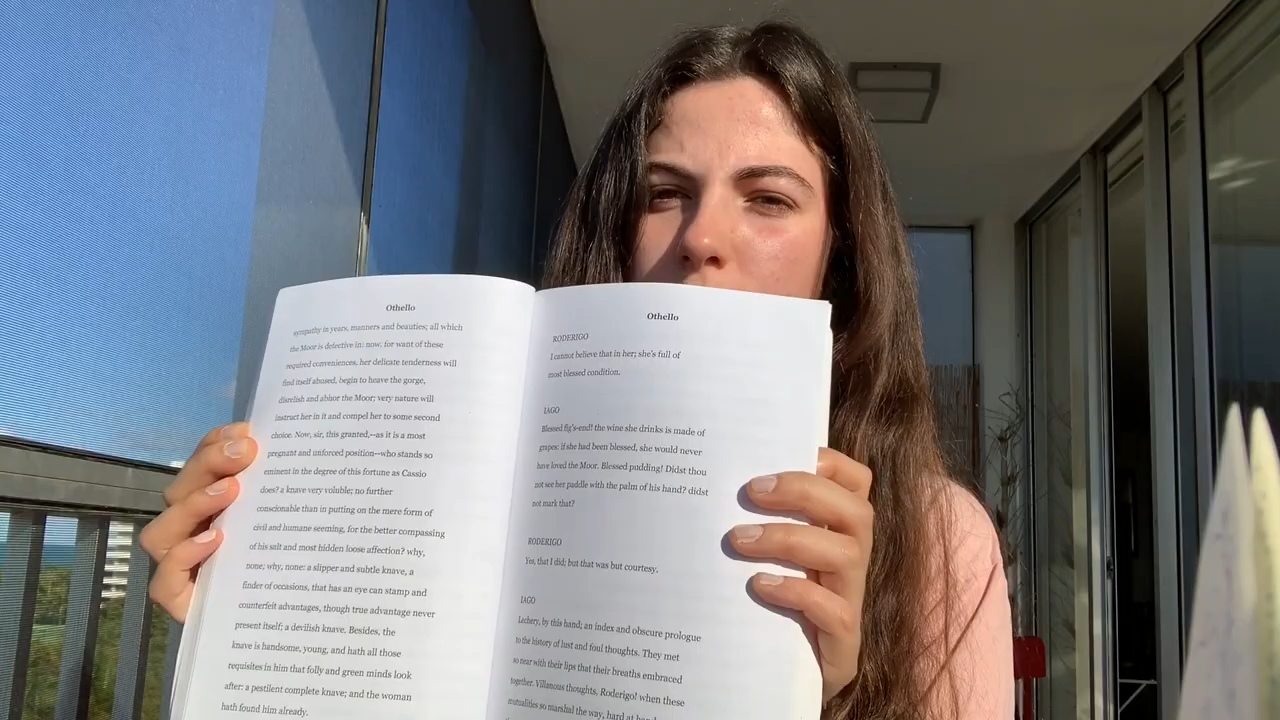 Othello
sympathy in years, manners and beauties; all which
the Moor is defective in: now, for want of these
required conveniences, her delicate tenderness will
find itself abused, begin to heave the gorge,
disrelish and abhor the Moor; very nature will
instruct her in it and compel her to some second
choice. Now, sir, this granted,--as it is a most
pregnant and unforced position--who stands so
eminent in the degree of this fortune as Cassio
does? a knave very voluble; no further
conscionable than in putting on the mere form of
civil and humane seeming, for the better compassing
of his salt and most hidden loose affection? why,
none; why, none: a slipper and subtle knave, a
finder of occasions, that has an eye can stamp and
counterfeit advantages, though true advantage never
present itself; a devilish knave. Besides, the
knave is handsome, young, and hath all those
requisites in him that folly and green minds look
after: a pestilent complete knave; and the woman
hath found him already.
Othello
RODERIGO
I cannot believe that in her; she's full of
most blessed condition.
IAGO
Blessed fig's-end! the wine she drinks is made of
grapes: if she had been blessed, she would never
have loved the Moor. Blessed pudding! Didst thou
not see her paddle with the palm of his hand? didst
not mark that?
RODERIGO
Yes, that I did; but that was but courtesy.
IAGO
Lechery, by this hand; an index and obscure prologue
to the history of lust and foul thoughts. They met
so near with their lips that their breaths embraced
together. Villanous thoughts, Roderigo! when these
mutualities so marshal the way, hard at